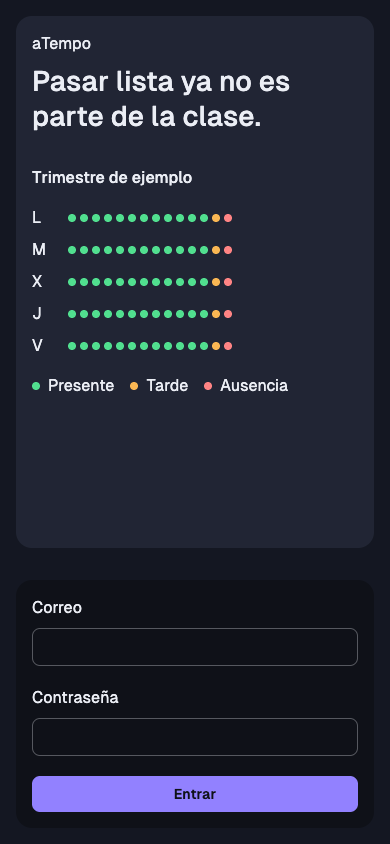 aTempo
Pasar lista ya no es
parte de la clase.
Trimestre de ejemplo
L
M
X
J
V
Presente Tarde Ausencia
Correo
Contraseña
Entrar